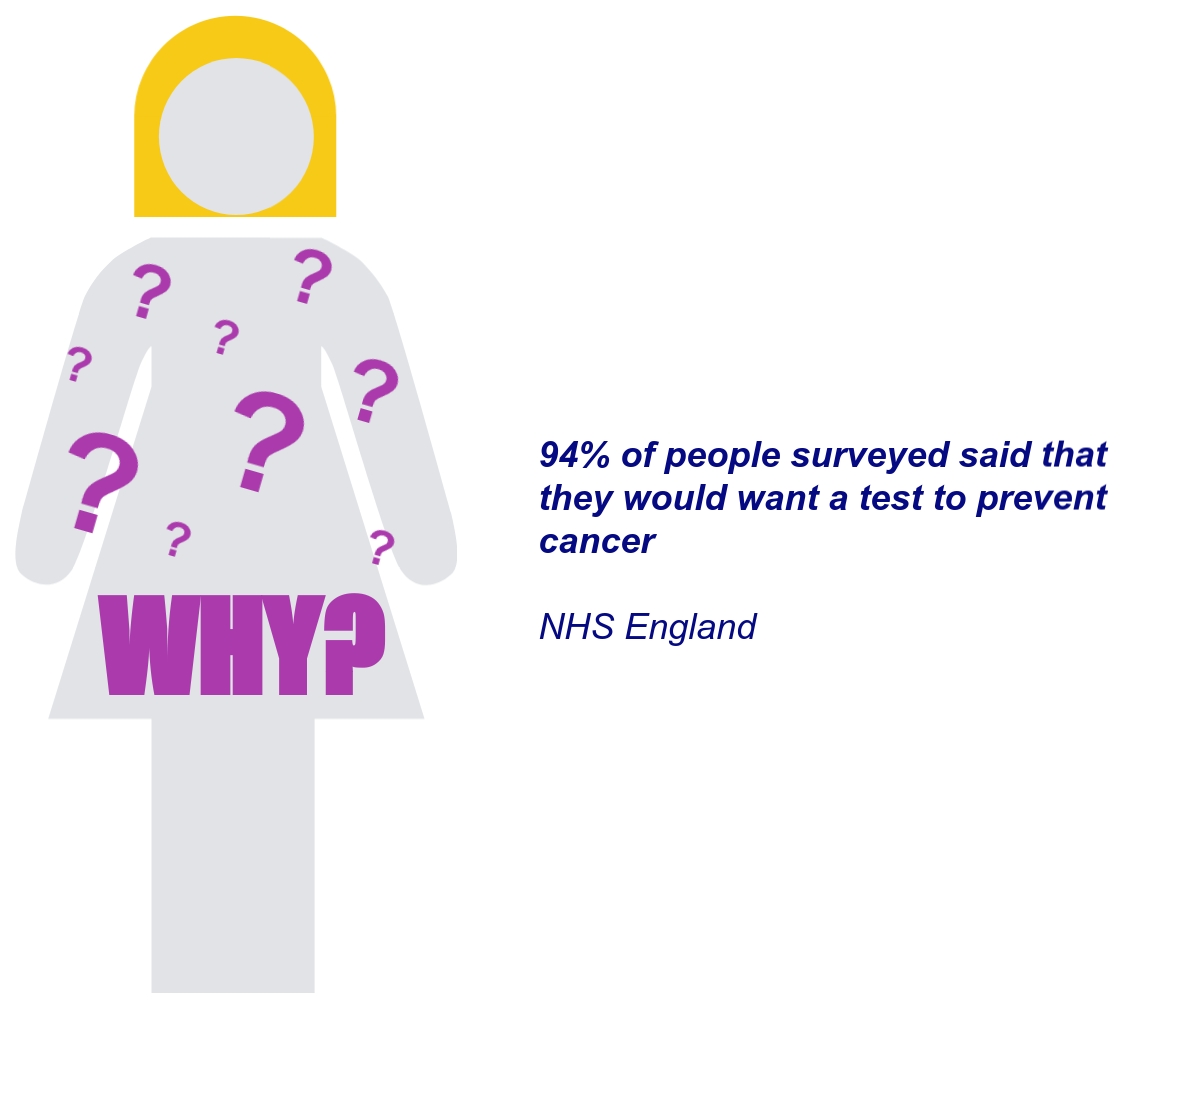 ?
?
?
?
?
?
?
?
?
WHY?
94% of people surveyed said that
they would want a test to prevent
cancer
NHS England